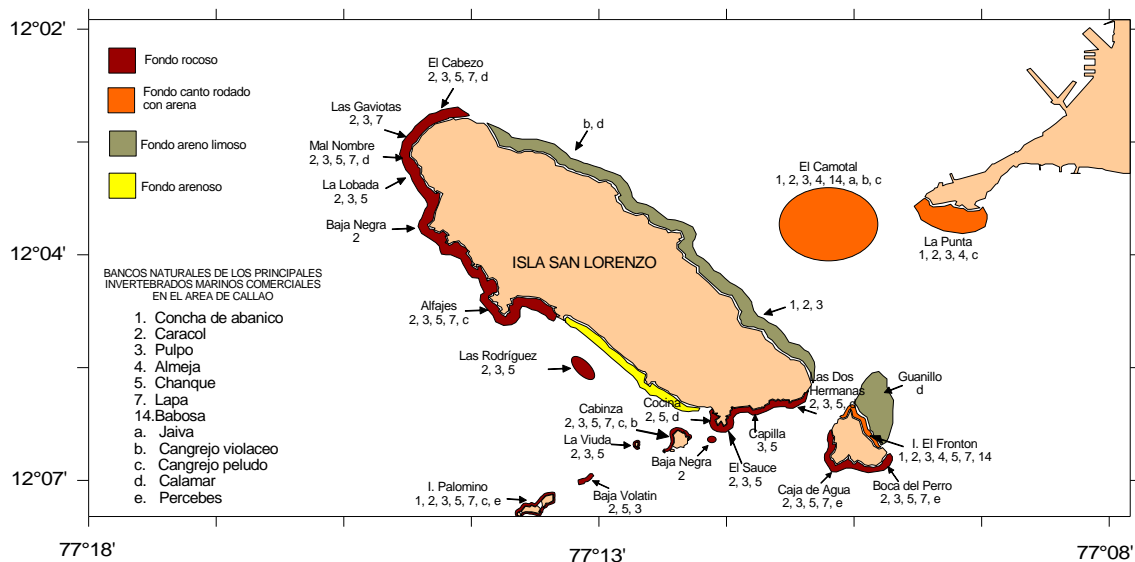 12°02'
12°04'
12°07'
Fondo rocoso
Fondo canto rodado
con arena
Fondo areno limoso
Fondo arenoso
El Cabezo
2, 3, 5, 7, d
Las Gaviotas
2, 3, 7
Mal Nombre
2, 3, 5, 7, d
La Lobada
2, 3, 5
Baja Negra
2
b, d
El Camotal
1, 2, 3, 4, 14, a, b, c
La Punta
1, 2, 3, 4, c
ISLA SAN LORENZO
BANCOS NATURALES DE LOS PRINCIPALES
INVERTEBRADOS MARINOS COMERCIALES
EN EL AREA DE CALLAO
1. Concha de abanico
2. Caracol
3. Pulpo
4. Almeja
5. Chanque
7. Lapa
14.Babosa
a. Jaiva
b. Cangrejo violaceo
c. Cangrejo peludo
d. Calamar
e. Percebes
Alfajes
2, 3, 5, 7, c
1, 2, 3
Las Rodríguez
2, 3, 5
Las Dos
Hermanas
2, 3, 5,
Guanillo
d
Cocina
2, 5, d
Cabinza
2, 3, 5, 7, c, b
Capilla
3, 5
La Viuda
2, 3, 5
Baja Negra
2
El Sauce
2, 3, 5
I. El Fronton
1, 2, 3, 4, 5, 7, 14
Caja de Agua
2, 3, 5, 7, e
Boca del Perro
2, 3, 5, 7, e
I. Palomino
1, 2, 3, 5, 7, c, e
Baja Volatin
2, 5, 3
77°18'
77°13'
77°08'